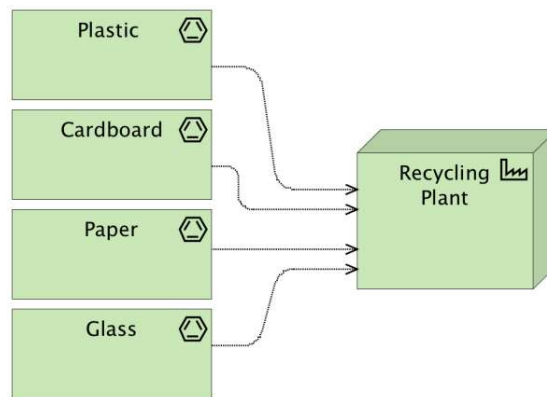 Plastic
Cardboard
Paper
Glass
Recycling
Plant